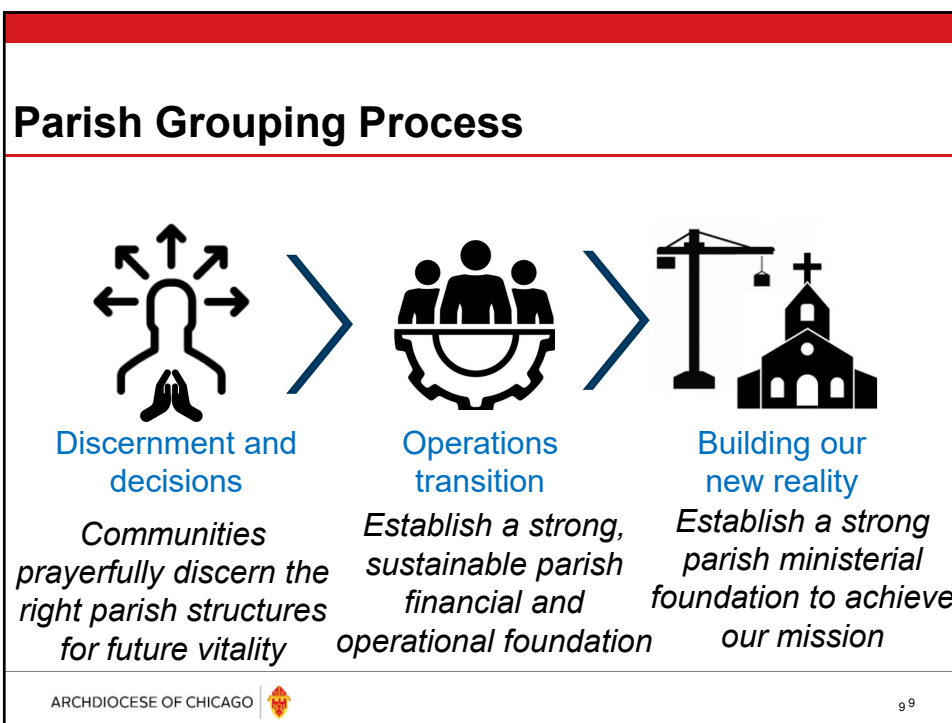 Parish Grouping Process
Discernment and
decisions
Communities
prayerfully discern the
right parish structures
for future vitality
Operations
transition
Establish a strong,
sustainable parish
financial and
operational foundation
Building our
new reality
Establish a strong
parish ministerial
foundation to achieve
our mission
ARCHDIOCESE OF CHICAGO
9 9